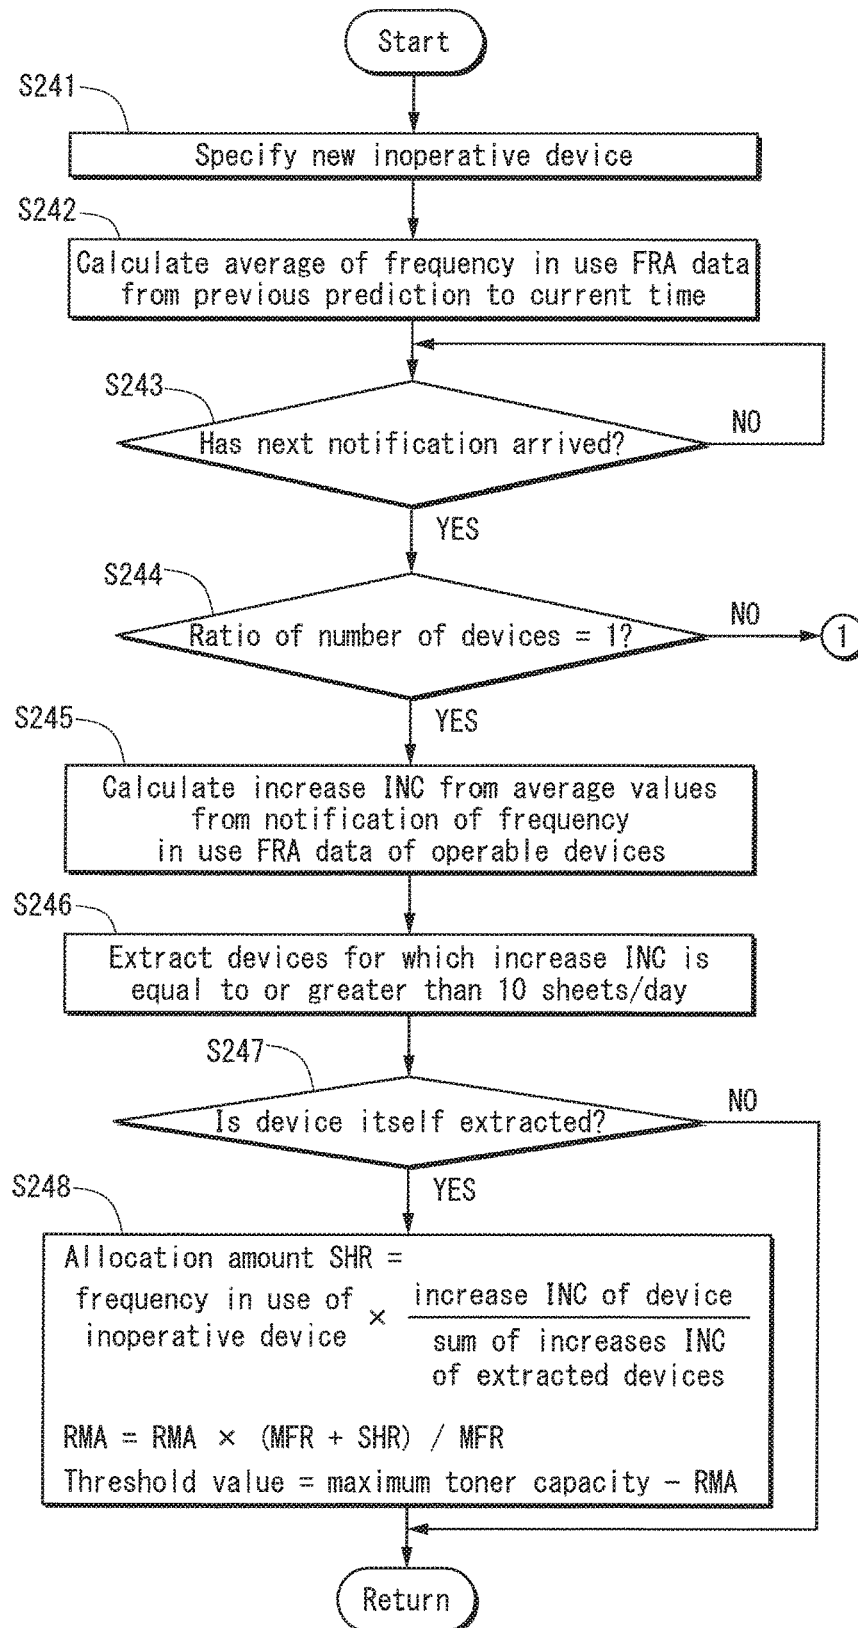 Start
S241
Specify new inoperative device
S242
Calculate average of frequency in use FRA data
from previous prediction to current time
S243
Has next notification arrived?
NO
YES
S244
Ratio of number of devices = 1?
NO
1
YES
S245
Calculate increase INC from average values
from notification of frequency
in use FRA data of operable devices
S246
Extract devices for which increase INC is
equal to or greater than 10 sheets/day
S247
Is device itself extracted?
NO
YES
S248
Allocation amount SHR =
frequency in use of
inoperative device
×
increase INC of device
sum of increases INC
of extracted devices
RMA = RMA × (MFR + SHR) / MFR
Threshold value = maximum toner capacity − RMA
Return